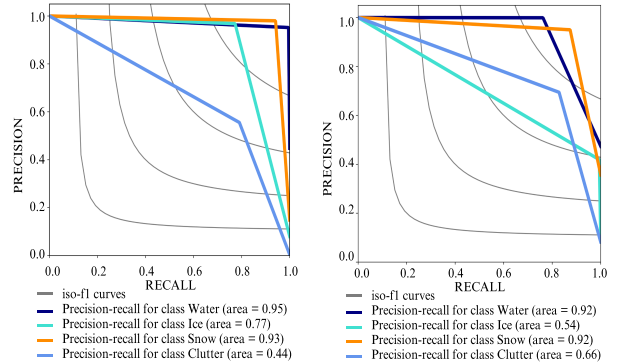 1.0
0.8
0.6
0.4
0.2
0.0
PRECISION
0.0 0.2 0.4 0.6 0.8 1.0
RECALL
iso-f1 curves
Precision-recall for class Water (area = 0.95)
Precision-recall for class Ice (area = 0.77)
Precision-recall for class Snow (area = 0.93)
Precision-recall for class Clutter (area = 0.44)
1.0
0.8
0.6
0.4
0.2
0.0
PRECISION
0.0 0.2 0.4 0.6 0.8 1.0
RECALL
iso-f1 curves
Precision-recall for class Water (area = 0.92)
Precision-recall for class Ice (area = 0.54)
Precision-recall for class Snow (area = 0.92)
Precision-recall for class Clutter (area = 0.66)